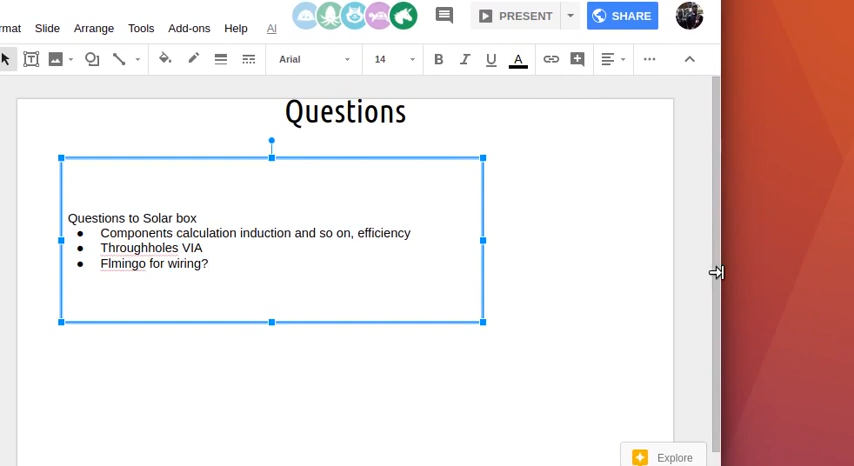 rmat Slide Arrange Tools Add-ons Help Al
PRESENT SHARE
Arial 14 B I U A
Questions
Questions to Solar box
● Components calculation induction and so on, efficiency
● Throughholes VIA
● Flmingo for wiring?
Explore